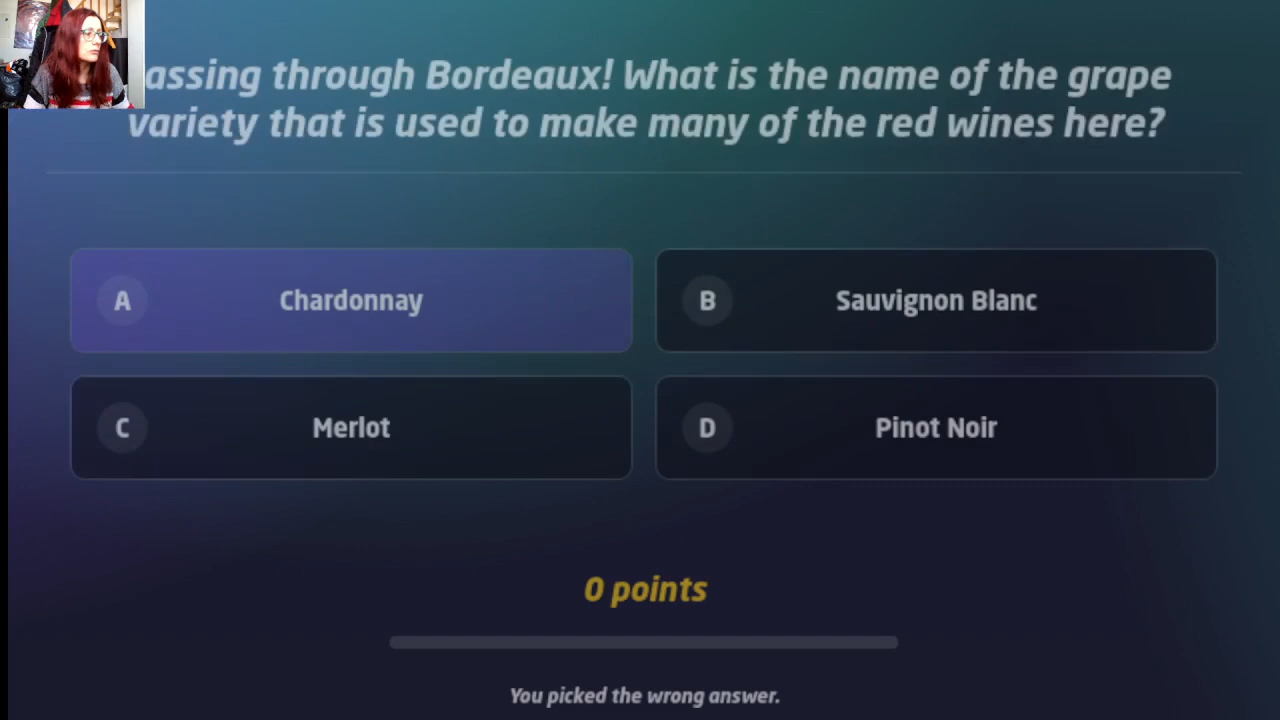 assing through Bordeaux! What is the name of the grape
variety that is used to make many of the red wines here?
A Chardonnay
B Sauvignon Blanc
C Merlot
D Pinot Noir
0 points
You picked the wrong answer.